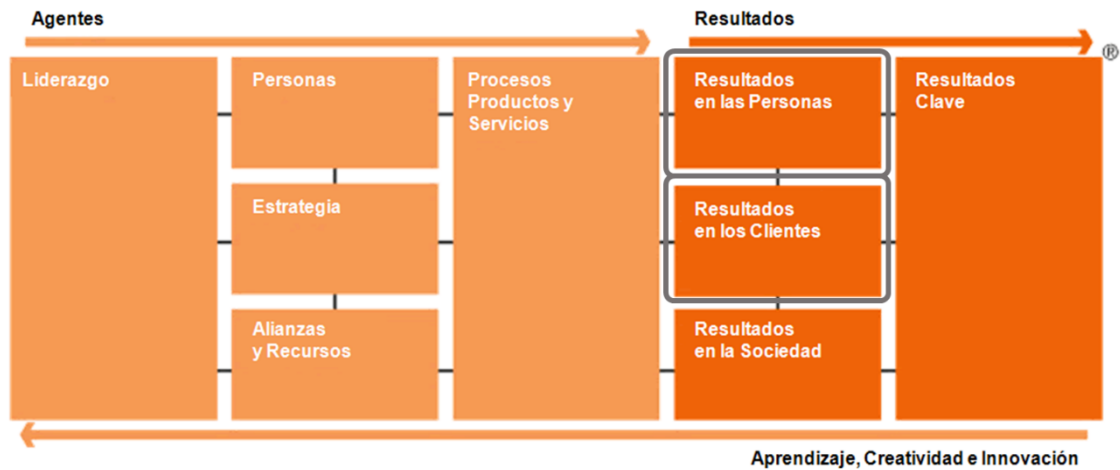 Agentes
Resultados
®
Liderazgo
Personas
Procesos
Productos y
Servicios
Resultados
en las Personas
Resultados
Clave
Estrategia
Resultados
en los Clientes
Alianzas
y Recursos
Resultados
en la Sociedad
Aprendizaje, Creatividad e Innovación